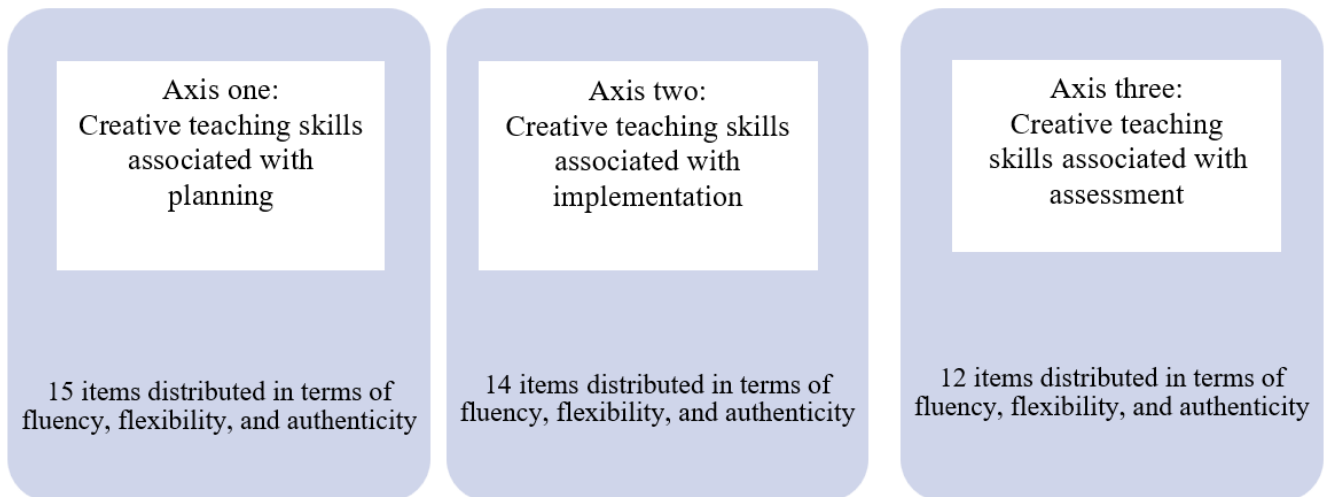 Axis one:
Creative teaching skills
associated with
planning
15 items distributed in terms of
fluency, flexibility, and authenticity
Axis two:
Creative teaching skills
associated with
implementation
14 items distributed in terms of
fluency, flexibility, and authenticity
Axis three:
Creative teaching
skills associated with
assessment
12 items distributed in terms of
fluency, flexibility, and authenticity